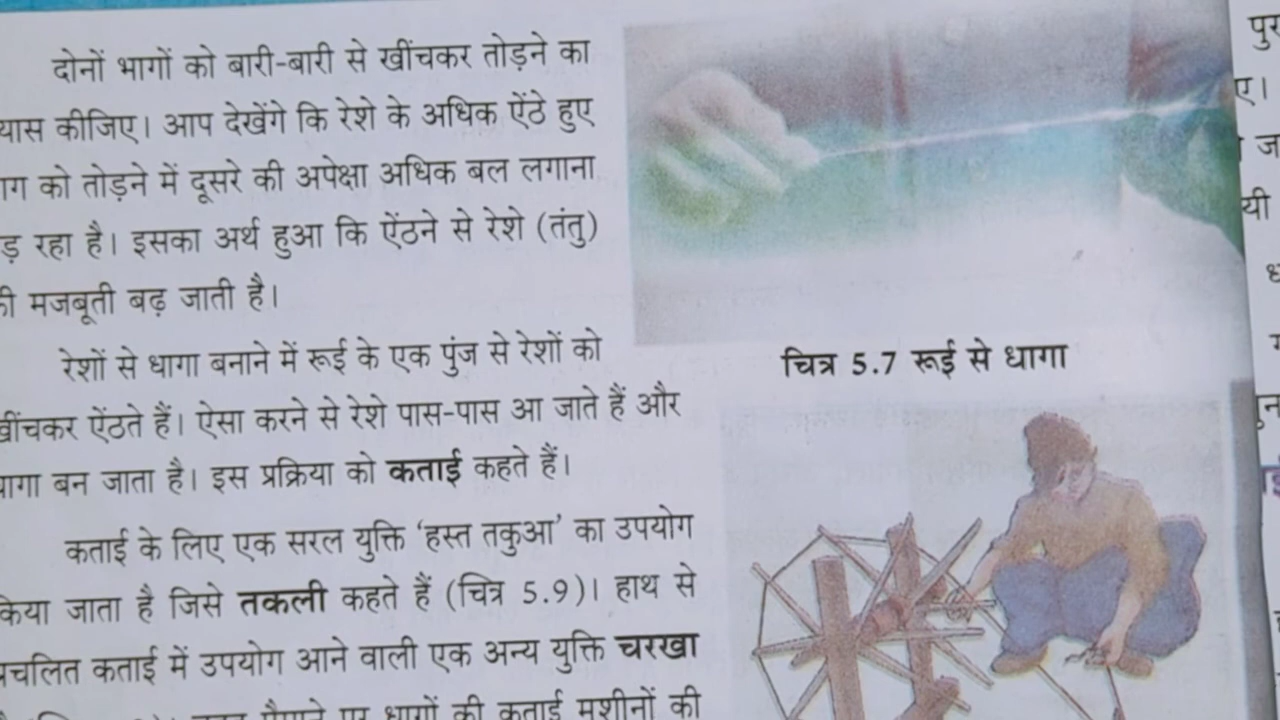 दोनों भागों को बारी-बारी से खींचकर तोड़ने का
कीजिए। आप देखेंगे कि रेशे के अधिक ऐंठे हुए
को तोड़ने में दूसरे की अपेक्षा अधिक बल लगाना
रहा है। इसका अर्थ हुआ कि ऐंठने से रेशे (तंतु)
मजबूती बढ़ जाती है।
रेशों से धागा बनाने में रूई के एक पुंज से रेशों को
ऐंठते हैं। ऐसा करने से रेशे पास-पास आ जाते हैं और
बन जाता है। इस प्रक्रिया को कताई कहते हैं।
कताई के लिए एक सरल युक्ति ‘हस्त तकुआ’ का उपयोग
किया जाता है जिसे तकली कहते हैं (चित्र 5.9)। हाथ से
कताई में उपयोग आने वाली एक अन्य युक्ति चरखा
पर धागों की कताई मशीनों की
चित्र 5.7 रूई से धागा